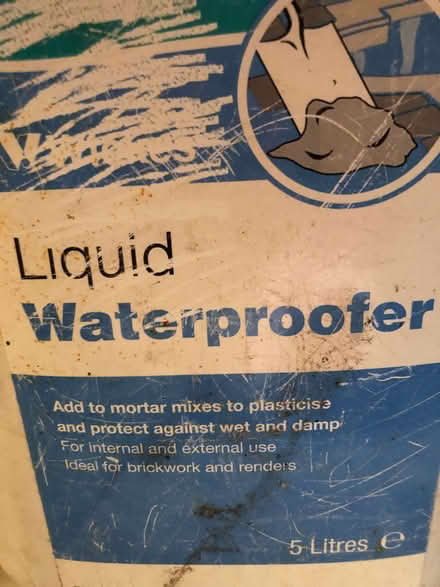 Liquid
Waterproofer
Add to mortar mixes to plasticise
and protect against wet and damp
For internal and external use
Ideal for brickwork and renders
5 Litres ℮